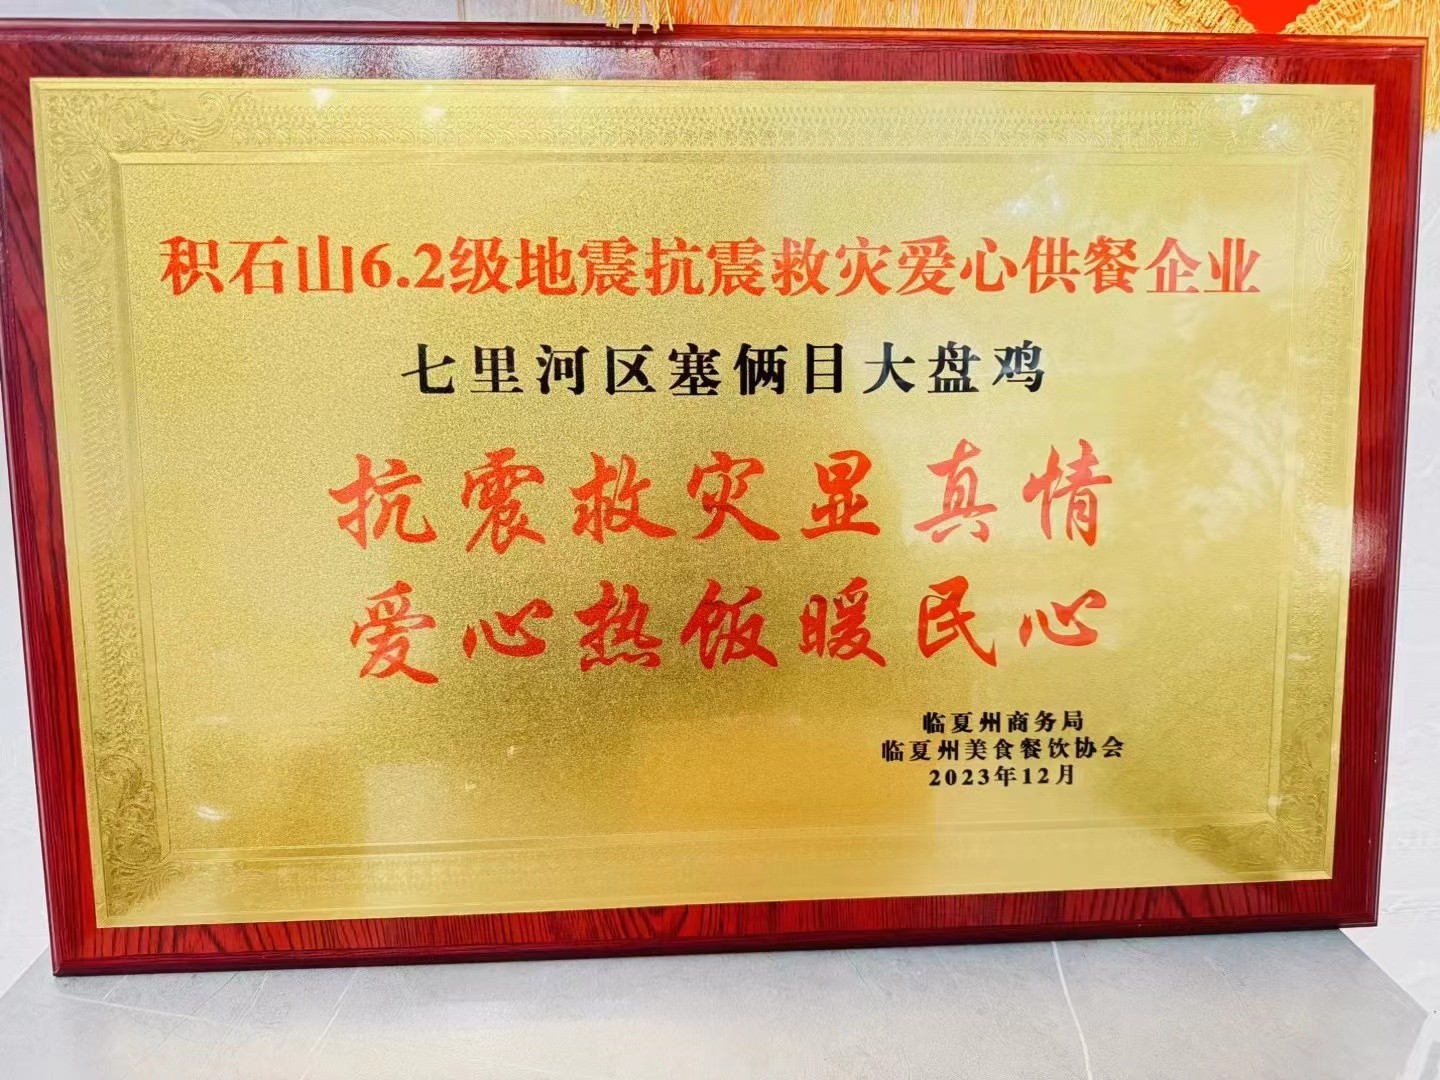 积石山6.2级地震抗震救灾爱心供餐企业
七里河区塞俩目大盘鸡
抗震救灾显真情
爱心热饭暖民心
临夏州商务局
临夏州美食餐饮协会
2023年12月